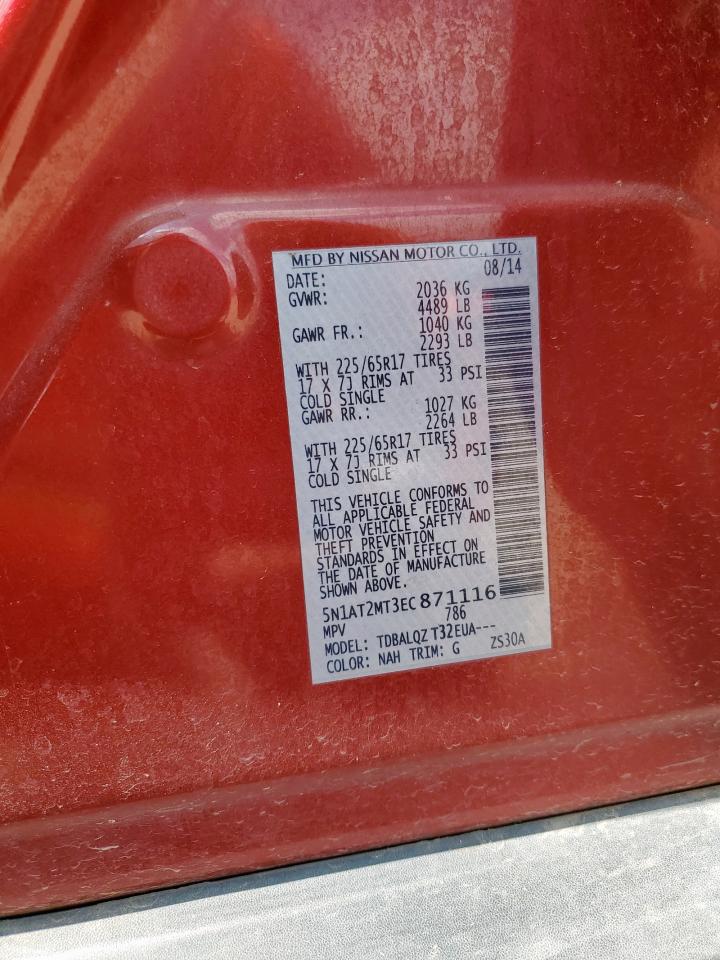 MFD BY NISSAN MOTOR CO., LTD.
DATE: 08/14
GVWR: 2036 KG
4489 LB
GAWR FR.: 1040 KG
2293 LB
WITH 225/65R17 TIRES
17 X 7J RIMS AT 33 PSI
COLD SINGLE
GAWR RR.: 1027 KG
2264 LB
WITH 225/65R17 TIRES
17 X 7J RIMS AT 33 PSI
COLD SINGLE
THIS VEHICLE CONFORMS TO
ALL APPLICABLE FEDERAL
MOTOR VEHICLE SAFETY AND
THEFT PREVENTION
STANDARDS IN EFFECT ON
THE DATE OF MANUFACTURE
SHOWN ABOVE.
5N1AT2MT3EC871116
MPV 786
MODEL: TDBALQZ T32EUA---
COLOR: NAH TRIM: G ZS30A